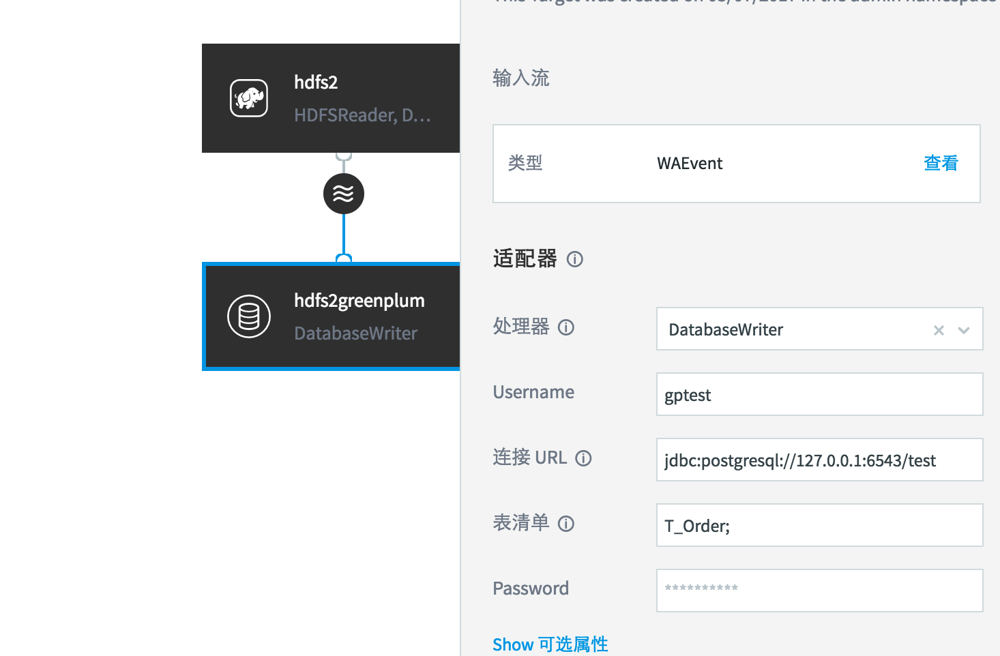 hdfs2
HDFSReader, D...
hdfs2greenplum
DatabaseWriter
输入流
类型 WAEvent 查看
适配器
处理器 DatabaseWriter
Username gptest
连接 URL jdbc:postgresql://127.0.0.1:6543/test
表清单 T_Order;
Password **********
Show 可选属性